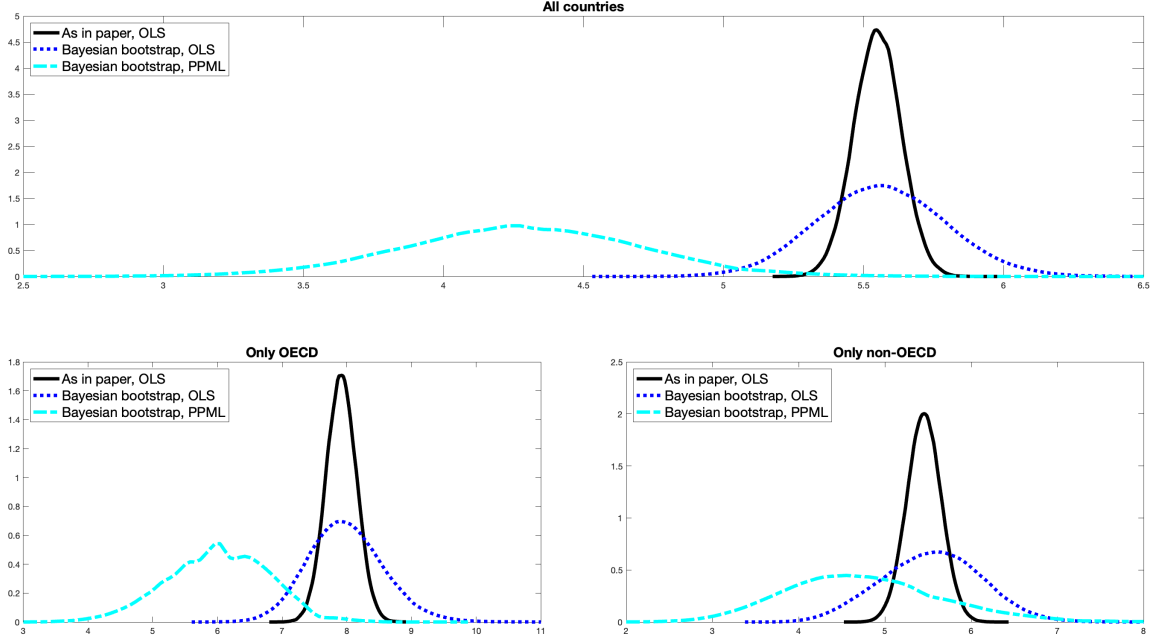 All countries
5
4.5
4
3.5
3
2.5
2
1.5
1
0.5
0
As in paper, OLS
Bayesian bootstrap, OLS
Bayesian bootstrap, PPML
2.5 3 3.5 4 4.5 5 5.5 6 6.5
Only OECD
1.8
1.6
1.4
1.2
1
0.8
0.6
0.4
0.2
0
As in paper, OLS
Bayesian bootstrap, OLS
Bayesian bootstrap, PPML
3 4 5 6 7 8 9 10 11
Only non-OECD
2.5
2
1.5
1
0.5
0
As in paper, OLS
Bayesian bootstrap, OLS
Bayesian bootstrap, PPML
2 3 4 5 6 7 8